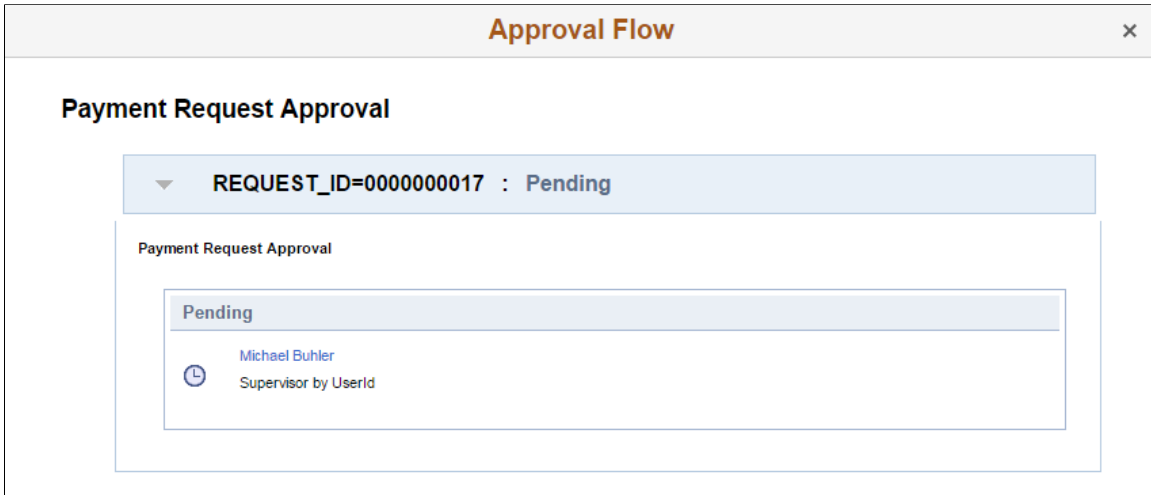 Approval Flow ×
Payment Request Approval
REQUEST_ID=0000000017 : Pending
Payment Request Approval
Pending
Michael Buhler
Supervisor by UserId